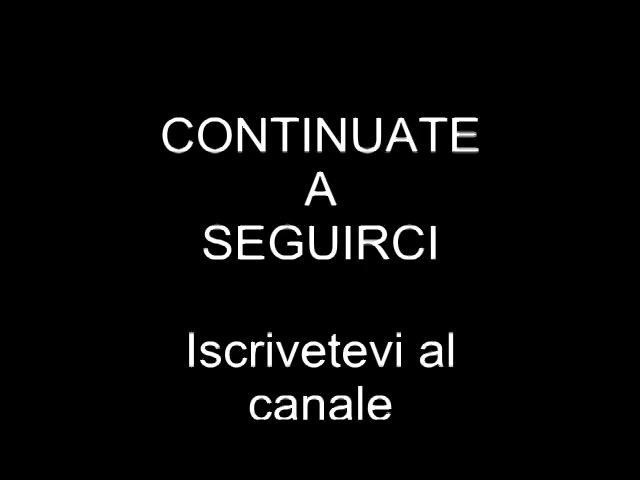 CONTINUATE
A
SEGUIRCI
Iscrivetevi al
canale